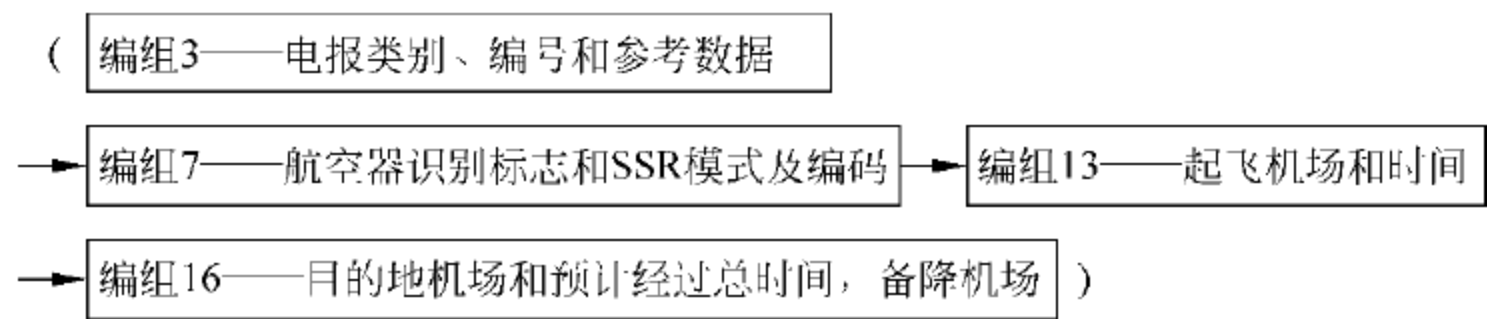 （ 编组3——电报类别、编号和参考数据
编组7——航空器识别标志和SSR模式及编码 编组13——起飞机场和时间
编组16——目的地机场和预计经过总时间，备降机场 ）